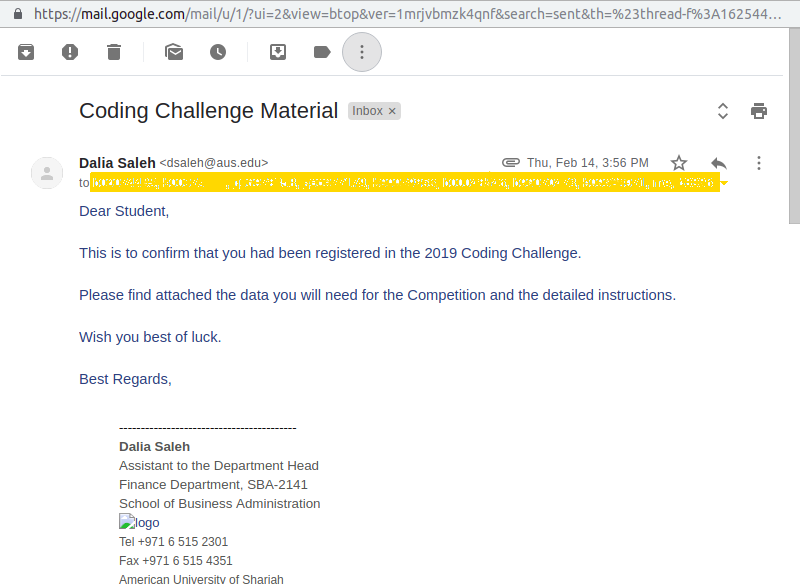 https://mail.google.com/mail/u/1/?ui=2&view=btop&ver=1mrjvbmzk4qnf&search=sent&th=%23thread-f%3A162544...
Coding Challenge Material Inbox ×
Dalia Saleh <dsaleh@aus.edu> Thu, Feb 14, 3:56 PM
to
Dear Student,
This is to confirm that you had been registered in the 2019 Coding Challenge.
Please find attached the data you will need for the Competition and the detailed instructions.
Wish you best of luck.
Best Regards,
-----------------------------------------
Dalia Saleh
Assistant to the Department Head
Finance Department, SBA-2141
School of Business Administration
logo
Tel +971 6 515 2301
Fax +971 6 515 4351
American University of Sharjah